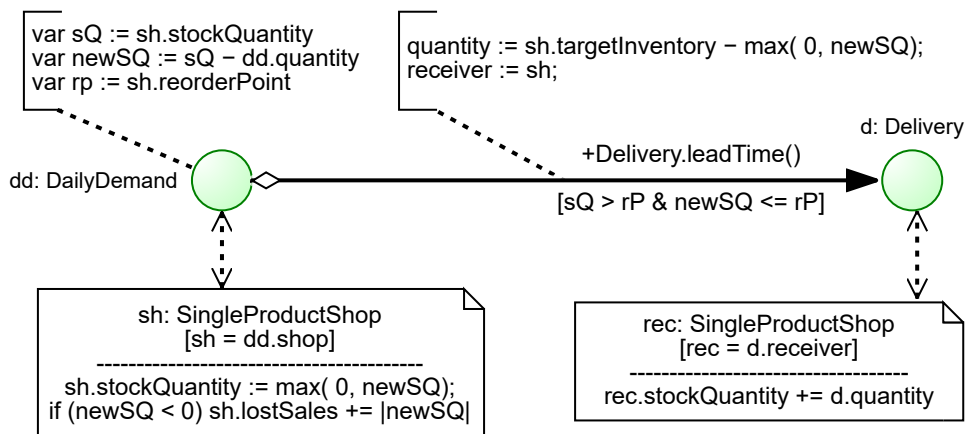 var sQ := sh.stockQuantity
var newSQ := sQ − dd.quantity
var rp := sh.reorderPoint
quantity := sh.targetInventory − max( 0, newSQ);
receiver := sh;
d: Delivery
+Delivery.leadTime()
dd: DailyDemand
[sQ > rP & newSQ <= rP]
sh: SingleProductShop
[sh = dd.shop]
-----------------------------------------
sh.stockQuantity := max( 0, newSQ);
if (newSQ < 0) sh.lostSales += |newSQ|
rec: SingleProductShop
[rec = d.receiver]
-----------------------------------
rec.stockQuantity += d.quantity